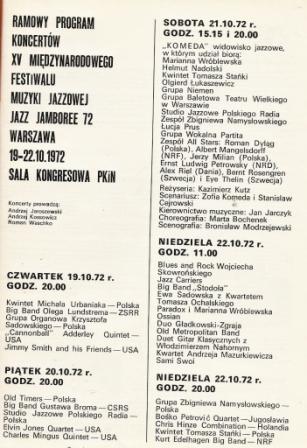 RAMOWY PROGRAM
KONCERTÓW
XV MIĘDZYNARODOWEGO
FESTIWALU
MUZYKI JAZZOWEJ
JAZZ JAMBOREE 72
WARSZAWA
19-22.10.1972
SALA KONGRESOWA PKiN
Koncerty prowadzą:
Andrzej Jaroszewski
Andrzej Kosowicz
Roman Waschko
CZWARTEK 19.10.72 r.
GODZ. 20.00
Kwintet Michała Urbaniaka — Polska
Big Band Olega Lundstrema — ZSRR
Grupa Organowa Krzysztofa
Sadowskiego — Polska
„Cannonball" Adderley Quintet —
USA
Jimmy Smith and his Friends — USA
PIĄTEK 20.10.72 r.
GODZ. 20.00
Old Timers — Polska
Big Band Gustava Broma — CSRS
Studio Jazzowe Polskiego Radia —
Polska
Elvin Jones Quartet — USA
Charles Mingus Quintet — USA
SOBOTA 21.10.72 r.
GODZ. 15.15 i 20.00
„KOMEDA" widowisko jazzowe,
w którym udział biorą:
Marianna Wróblewska
Helmut Nadolski
Kwintet Tomasza Stańki
Olgierd Łukaszewicz
Grupa Niemen
Grupa Baletowa Teatru Wielkiego
w Warszawie
Studio Jazzowe Polskiego Radia
Zespół Zbigniewa Namysłowskiego
Łucja Prus
Grupa Wokalna Partita
Zespół All Stars: Roman Dyląg
(Polska), Albert Mangelsdorff
(NRF), Jerzy Milian (Polska),
Ernst Ludwig Petrowsky (NRD),
Alex Riel (Dania), Bernt Rosengren
(Szwecja) i Eye Thelin (Szwecja)
Reżyseria: Kazimierz Kutz
Scenariusz: Zofia Komeda i Stanisław
Cejrowski
Kierownictwo muzyczne: Jan Jarczyk
Choreografia: Marta Bochenek
Scenografia: Bronisław Modrzejewski
NIEDZIELA 22.10.72 r.
GODZ. 11.00
Blues and Rock Wojciecha
Skowrońskiego
Jazz Carriers
Big Band „Stodoła"
Ewa Sadowska z Kwartetem
Tomasza Ochalskiego
Paradox i Marianna Wróblewska
Ossian
Duo Gładkowski-Zgraja
Old Metropolitan Band
Duet Gitar Klasycznych z
Włodzimierzem Nahornym
Kwartet Andrzeja Mazurkiewicza
Sami Swoi
NIEDZIELA 22.10.72 r.
GODZ. 20.00
Grupa Zbigniewa Namysłowskiego —
Polska
Boško Petrovič Quartet — Jugosławia
Chris Hinze Combination — Holandia
Kwintet Tomasza Stańki — Polska
Kurt Edelhagen Big Band — NRF